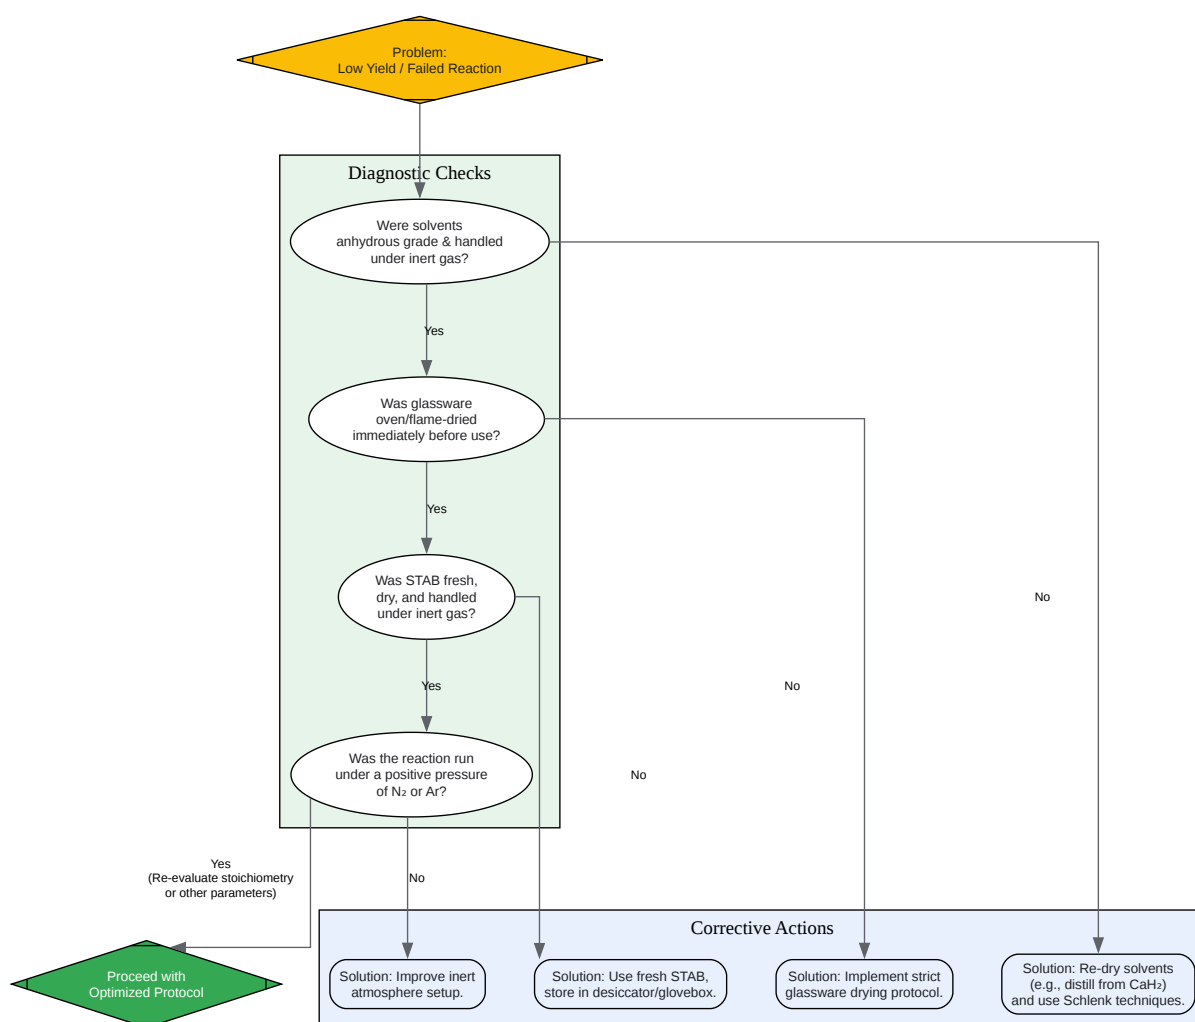 Problem:
Low Yield / Failed Reaction
Diagnostic Checks
Were solvents
anhydrous grade & handled
under inert gas?
Yes
Was glassware
oven/flame-dried
immediately before use?
Yes
Was STAB fresh,
dry, and handled
under inert gas?
No
Yes
No
Was the reaction run
under a positive pressure
of N₂ or Ar?
No
Yes
(Re-evaluate stoichiometry
or other parameters)
No
Corrective Actions
Proceed with
Optimized Protocol
Solution: Improve inert
atmosphere setup.
Solution: Use fresh STAB,
store in desiccator/glovebox.
Solution: Implement strict
glassware drying protocol.
Solution: Re-dry solvents
(e.g., distill from CaH₂)
and use Schlenk techniques.